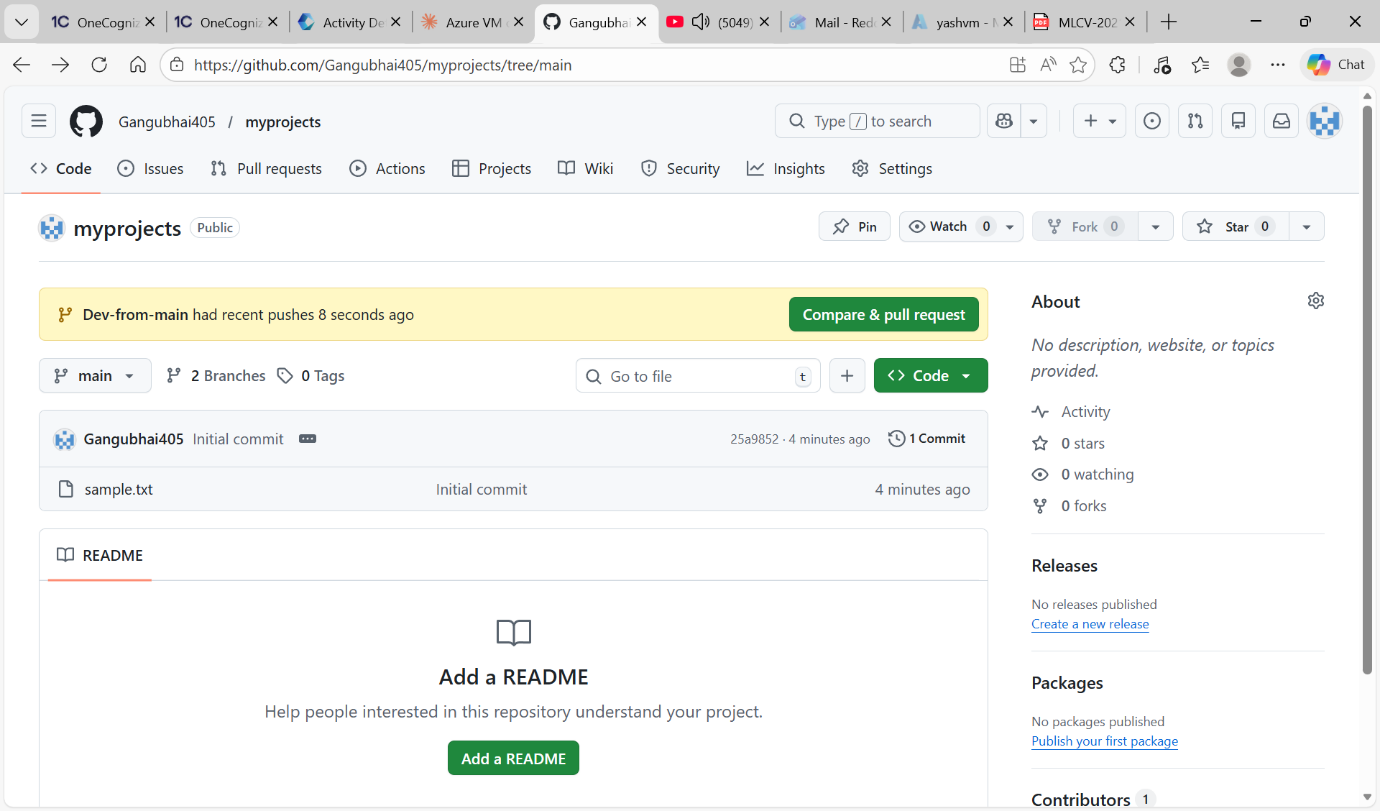 OneCogniz
OneCogniz
Activity De
Azure VM
Gangubhai
(5049)
Mail - Red
yashvm -
MLCV-202
https://github.com/Gangubhai405/myprojects/tree/main
Chat
Gangubhai405 / myprojects
Type / to search
Code Issues Pull requests Actions Projects Wiki Security Insights Settings
myprojects Public
Pin Watch 0 Fork 0 Star 0
Dev-from-main had recent pushes 8 seconds ago
Compare & pull request
main 2 Branches 0 Tags
Go to file t
Code
Gangubhai405 Initial commit
25a9852 · 4 minutes ago 1 Commit
sample.txt Initial commit 4 minutes ago
README
Add a README
Help people interested in this repository understand your project.
Add a README
About
No description, website, or topics
provided.
Activity
0 stars
0 watching
0 forks
Releases
No releases published
Create a new release
Packages
No packages published
Publish your first package
Contributors 1